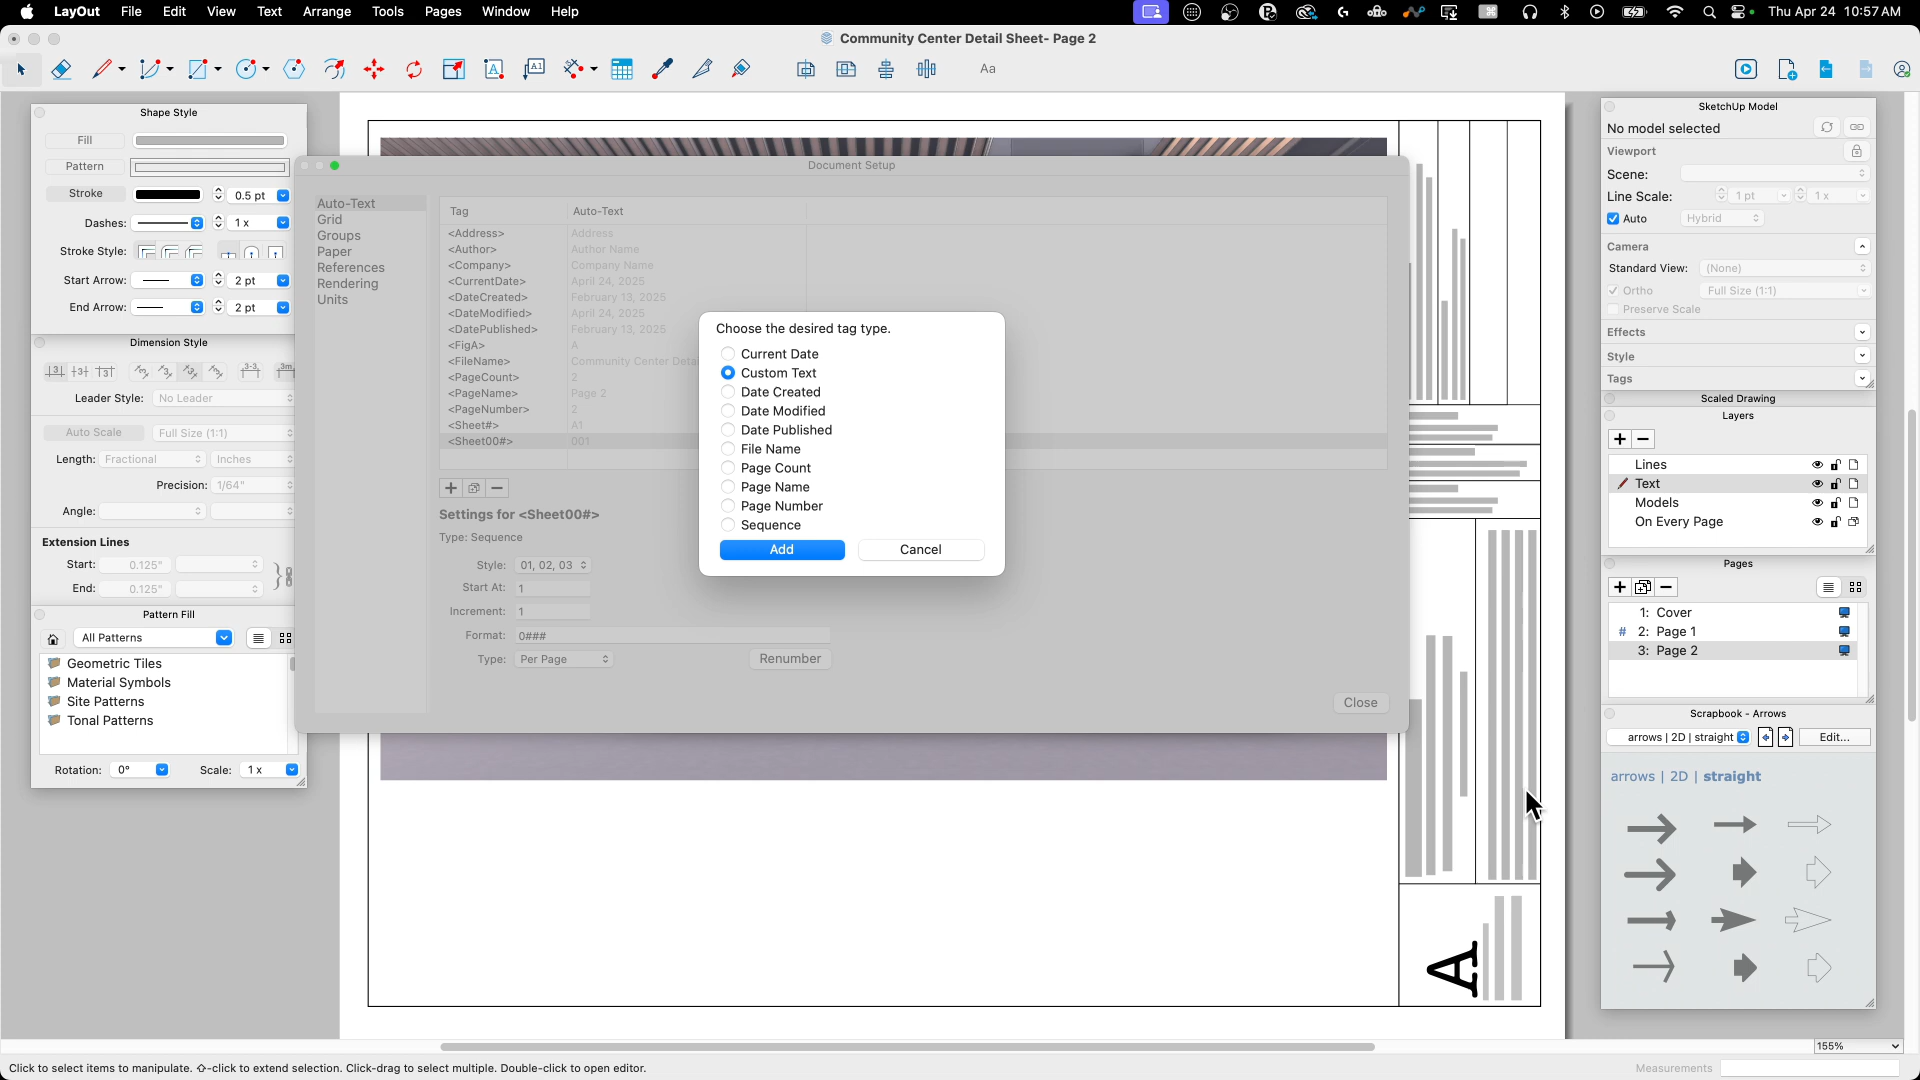 LayOut File Edit View Text Arrange Tools Pages Window Help Thu Apr 24 10:57 AM
Community Center Detail Sheet- Page 2
A1 Aa
Shape Style
Fill
Pattern
Stroke 0.5 pt
Dashes: 1 x
Stroke Style:
Start Arrow: 2 pt
End Arrow: 2 pt
Dimension Style
Leader Style: No Leader
Auto Scale Full Size (1:1)
Length: Fractional Inches
Precision: 1/64"
Angle:
Extension Lines
Start: 0.125"
End: 0.125"
Pattern Fill
All Patterns
Geometric Tiles
Material Symbols
Site Patterns
Tonal Patterns
Rotation: 0° Scale: 1 x
Document Setup
Auto-Text
Grid
Groups
Paper
References
Rendering
Units
Tag Auto-Text
<Address> Address
<Author> Author Name
<Company> Company Name
<CurrentDate> April 24, 2025
<DateCreated> February 13, 2025
<DateModified> April 24, 2025
<DatePublished> February 13, 2025
<FigA> A
<FileName> Community Center Deta
<PageCount> 2
<PageName> Page 2
<PageNumber> 2
<Sheet#> A1
<Sheet00#> 001
Settings for <Sheet00#>
Type: Sequence
Style: 01, 02, 03
Start At: 1
Increment: 1
Format: 0###
Type: Per Page Renumber
Close
Choose the desired tag type.
Current Date
Custom Text
Date Created
Date Modified
Date Published
File Name
Page Count
Page Name
Page Number
Sequence
Add Cancel
A
SketchUp Model
No model selected
Viewport
Scene:
Line Scale: 1 pt 1 x
Auto Hybrid
Camera
Standard View: (None)
Ortho Full Size (1:1)
Preserve Scale
Effects
Style
Tags
Scaled Drawing
Layers
Lines
Text
Models
On Every Page
Pages
1: Cover
# 2: Page 1
3: Page 2
Scrapbook - Arrows
arrows | 2D | straight Edit...
arrows | 2D | straight
155%
Click to select items to manipulate. ⇧-click to extend selection. Click-drag to select multiple. Double-click to open editor. Measurements